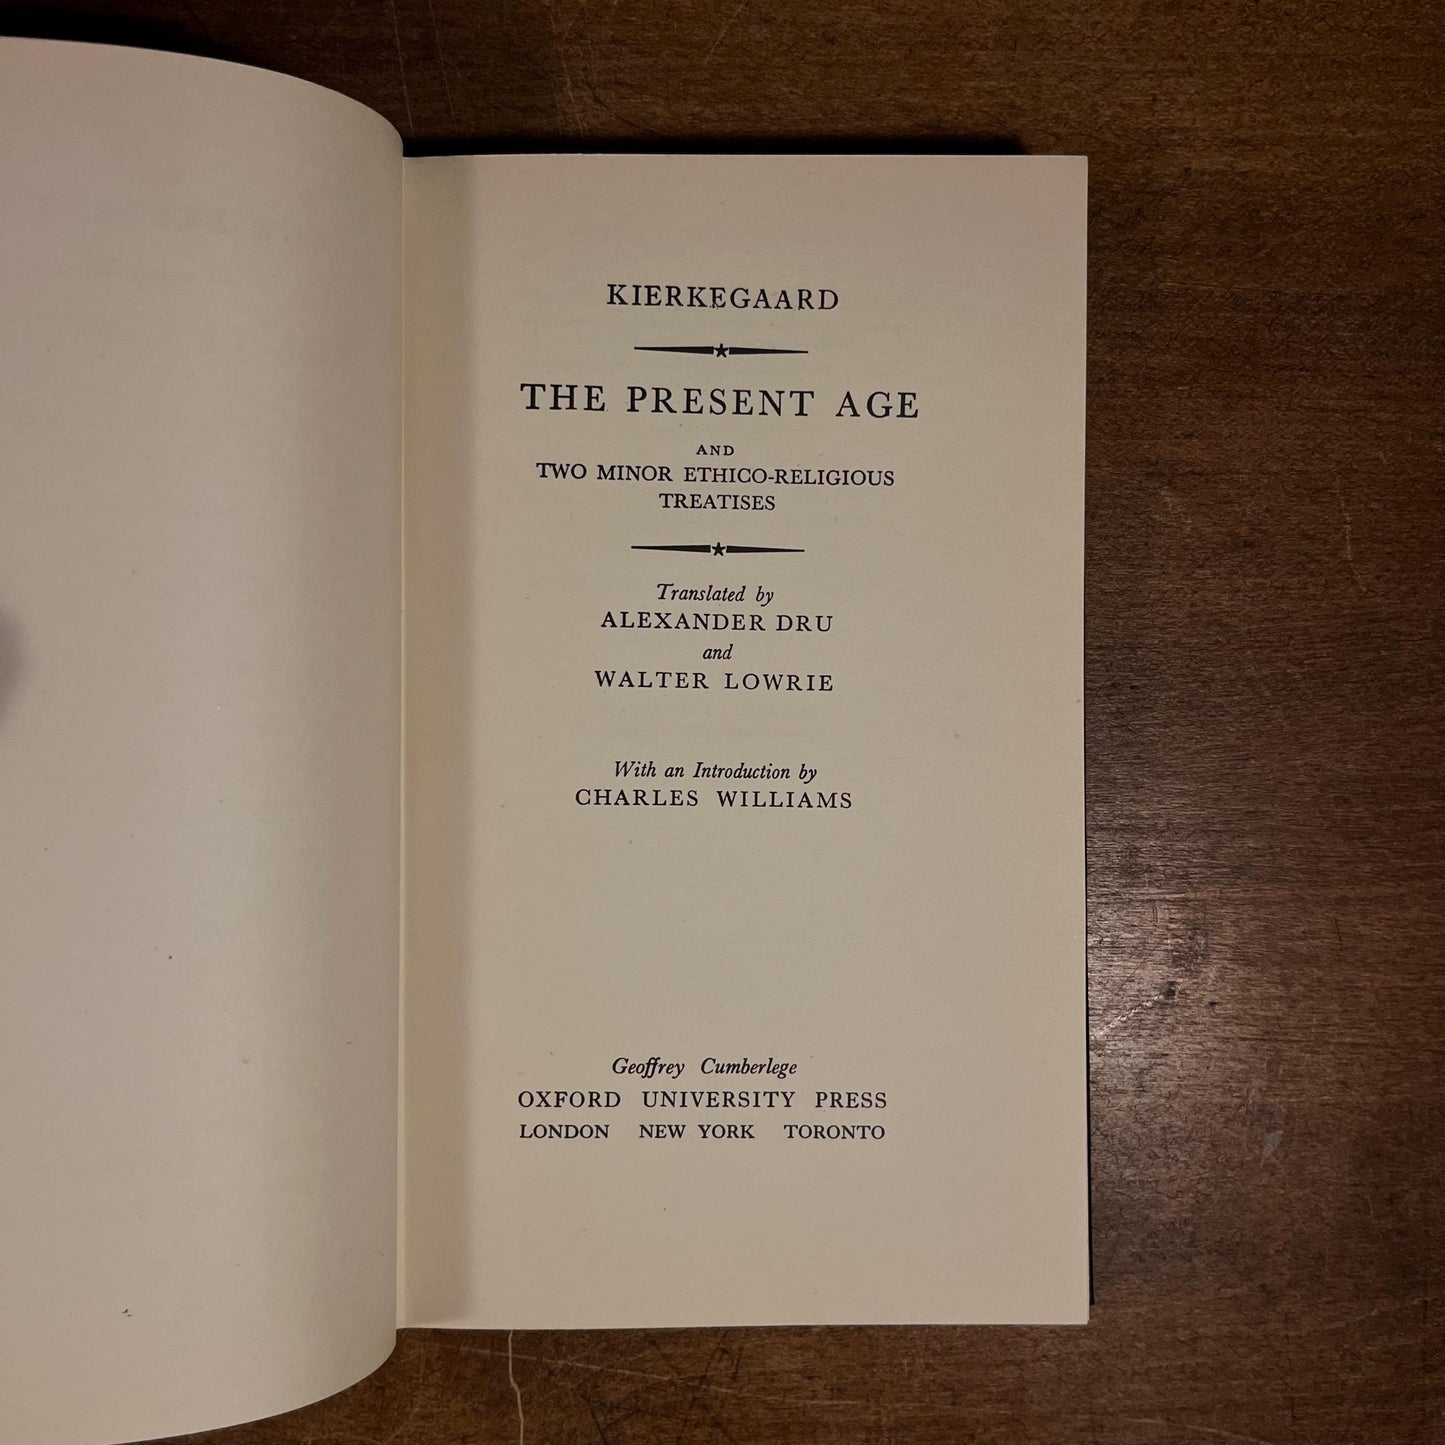 KIERKEGAARD
THE PRESENT AGE
AND
TWO MINOR ETHICO-RELIGIOUS
TREATISES
Translated by
ALEXANDER DRU
and
WALTER LOWRIE
With an Introduction by
CHARLES WILLIAMS
Geoffrey Cumberlege
OXFORD UNIVERSITY PRESS
LONDON NEW YORK TORONTO